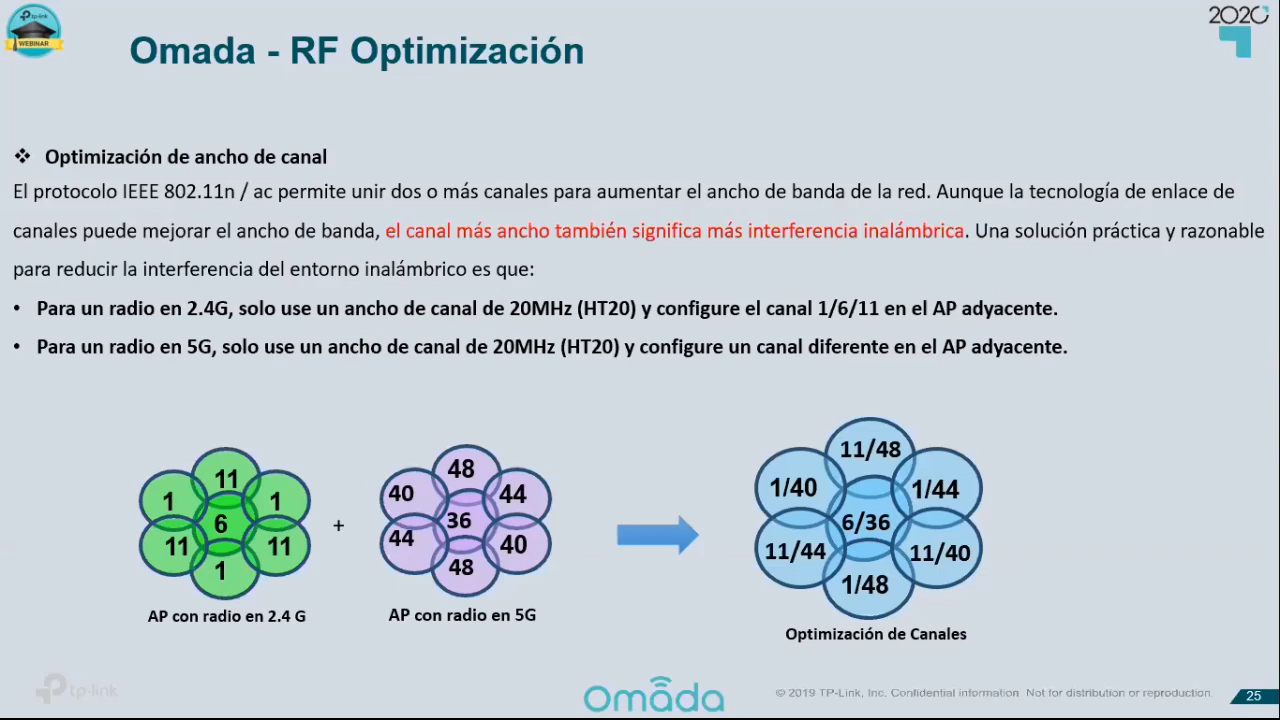 tp-link
WEBINAR
2020
Omada - RF Optimización
❖ Optimización de ancho de canal
El protocolo IEEE 802.11n / ac permite unir dos o más canales para aumentar el ancho de banda de la red. Aunque la tecnología de enlace de
canales puede mejorar el ancho de banda, el canal más ancho también significa más interferencia inalámbrica. Una solución práctica y razonable
para reducir la interferencia del entorno inalámbrico es que:
• Para un radio en 2.4G, solo use un ancho de canal de 20MHz (HT20) y configure el canal 1/6/11 en el AP adyacente.
• Para un radio en 5G, solo use un ancho de canal de 20MHz (HT20) y configure un canal diferente en el AP adyacente.
11
1
1
6
11
11
1
AP con radio en 2.4 G
+
48
40
44
36
44
40
48
AP con radio en 5G
11/48
1/40
1/44
6/36
11/44
11/40
1/48
Optimización de Canales
tp-link
omada
© 2019 TP-Link, Inc. Confidential information. Not for distribution or reproduction.
25